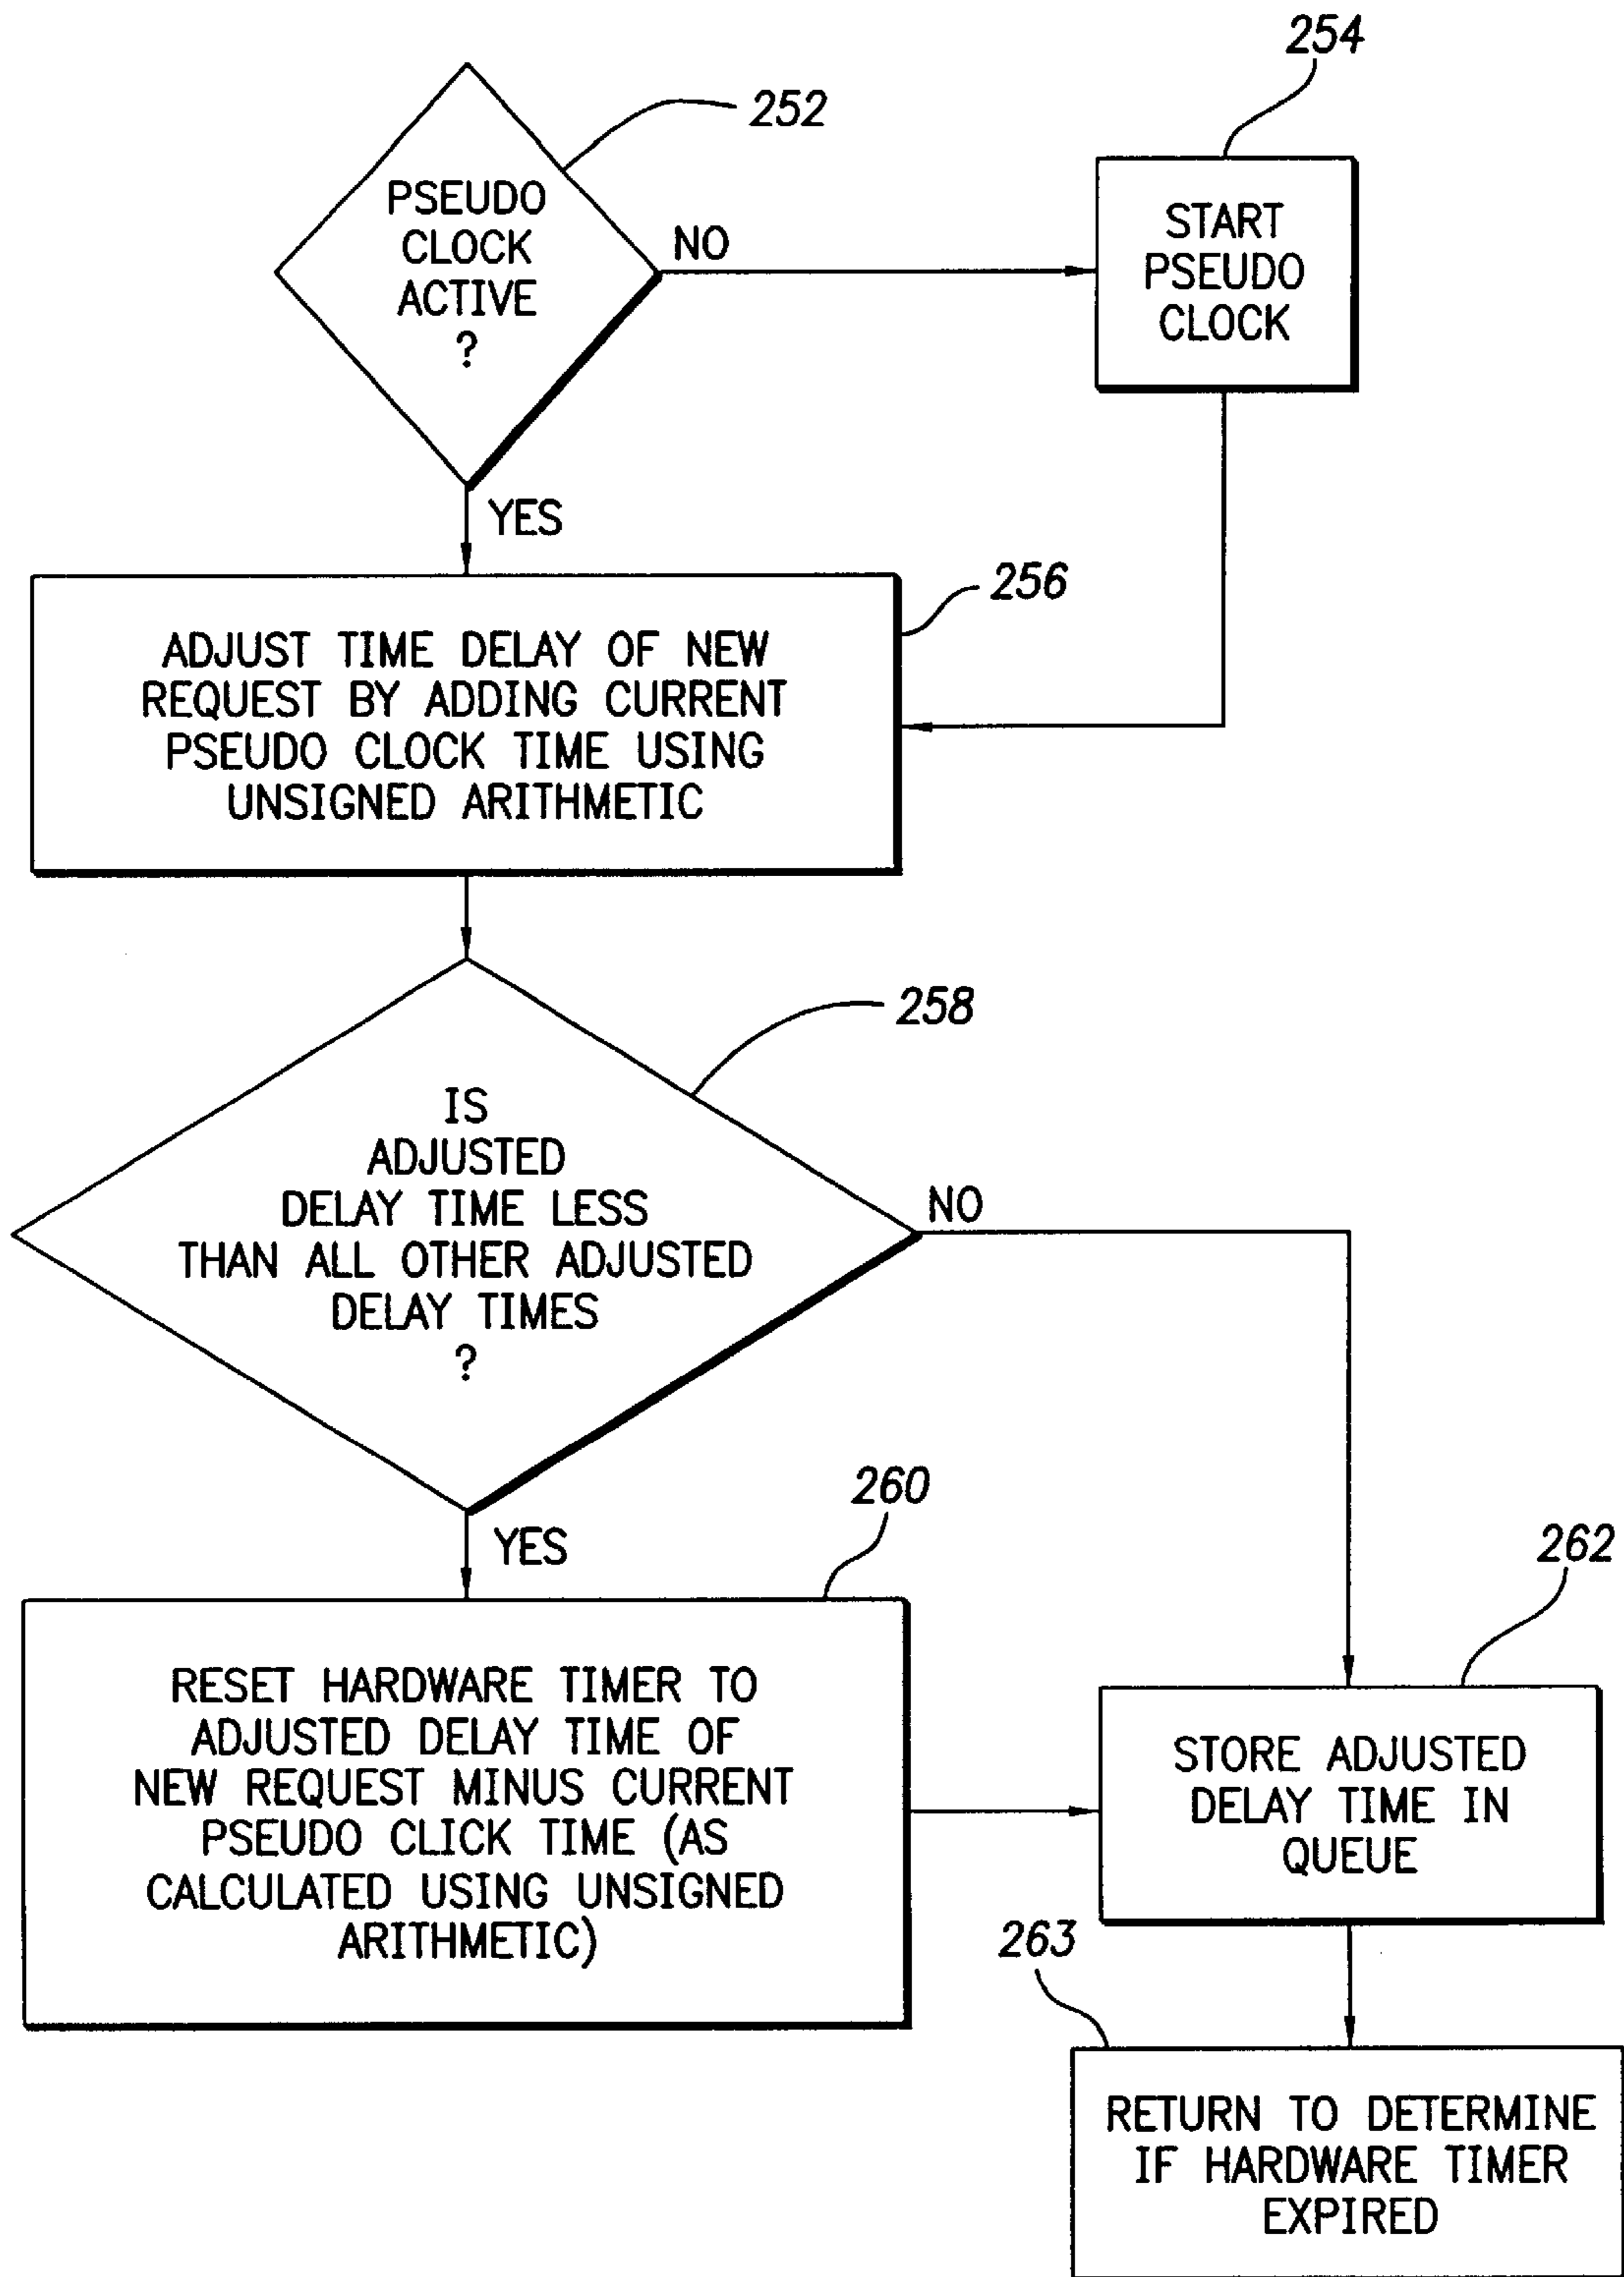 254
252
PSEUDO
CLOCK
ACTIVE
?
NO
START
PSEUDO
CLOCK
YES
256
ADJUST TIME DELAY OF NEW
REQUEST BY ADDING CURRENT
PSEUDO CLOCK TIME USING
UNSIGNED ARITHMETIC
258
IS
ADJUSTED
DELAY TIME LESS
THAN ALL OTHER ADJUSTED
DELAY TIMES
?
NO
YES
260
262
RESET HARDWARE TIMER TO
ADJUSTED DELAY TIME OF
NEW REQUEST MINUS CURRENT
PSEUDO CLICK TIME (AS
CALCULATED USING UNSIGNED
ARITHMETIC)
STORE ADJUSTED
DELAY TIME IN
QUEUE
263
RETURN TO DETERMINE
IF HARDWARE TIMER
EXPIRED